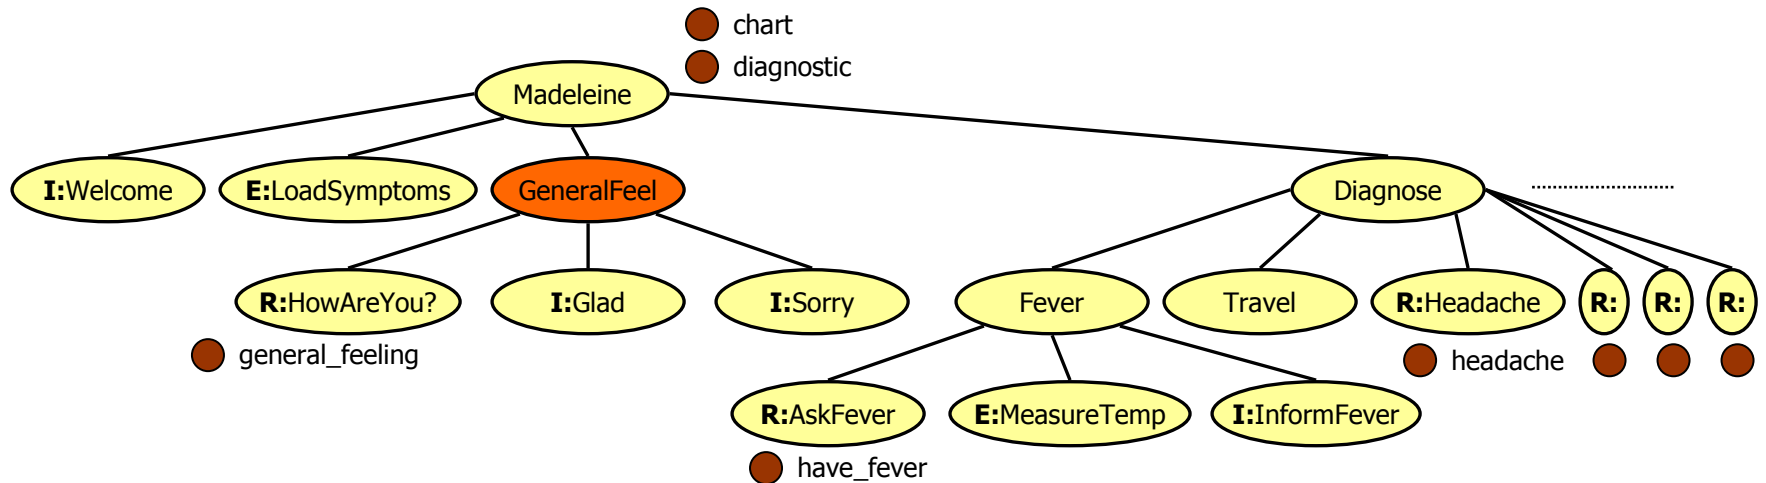 chart
diagnostic
Madeleine
I:Welcome
E:LoadSymptoms
GeneralFeel
Diagnose
R:HowAreYou?
I:Glad
I:Sorry
Fever
Travel
R:Headache
R:
R:
R:
general_feeling
headache
R:AskFever
E:MeasureTemp
I:InformFever
have_fever